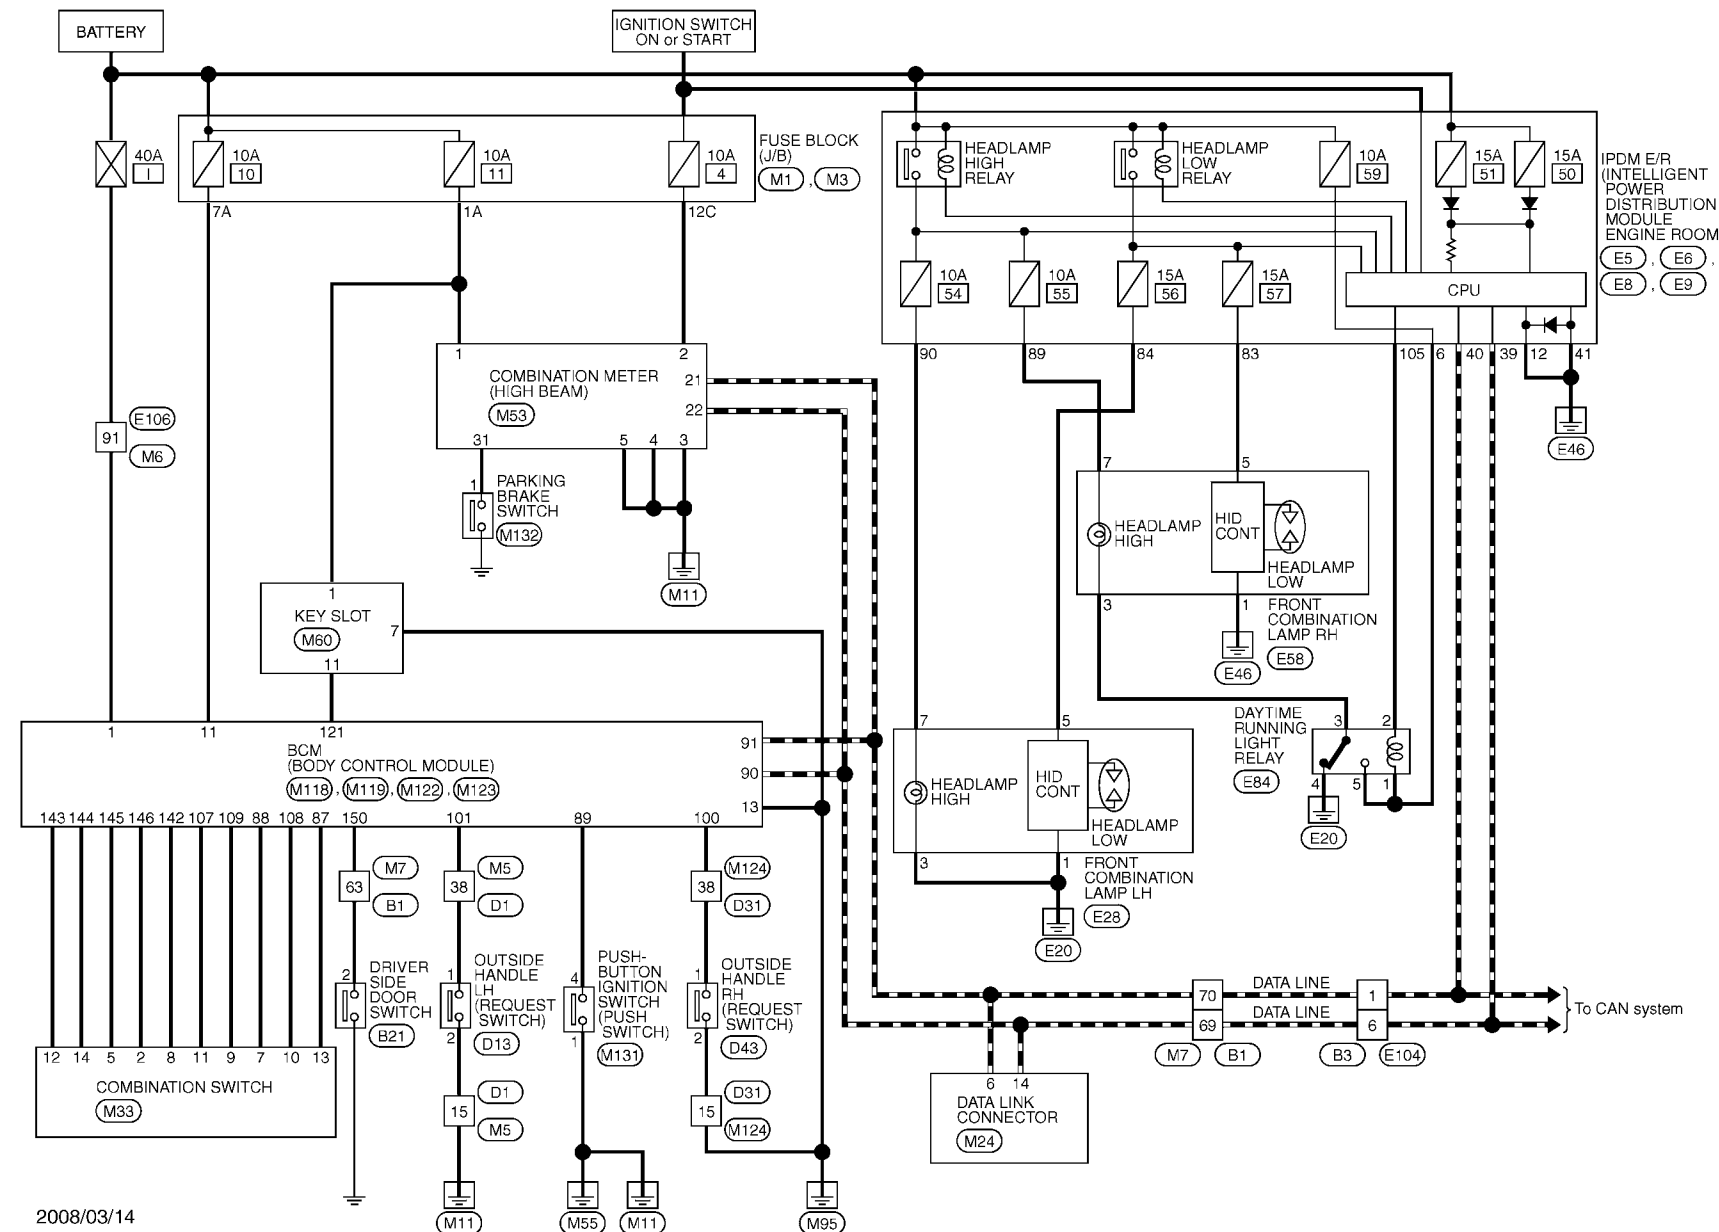 BATTERY
IGNITION SWITCH
ON or START
40A
I
10A
10
10A
11
10A
4
FUSE BLOCK
(J/B)
M1 , M3
7A
1A
12C
HEADLAMP
HIGH
RELAY
HEADLAMP
LOW
RELAY
10A
59
15A
51
15A
50
IPDM E/R
(INTELLIGENT
POWER
DISTRIBUTION
MODULE
ENGINE ROOM
E5 , E6 ,
E8 , E9
10A
54
10A
55
15A
56
15A
57
CPU
90
89
84
83
105
6
40
39
12
41
E46
1
2
COMBINATION METER
(HIGH BEAM)
M53
21
22
31
5
4
3
E106
91
M6
1
PARKING
BRAKE
SWITCH
M132
M11
7
5
HEADLAMP
HIGH
HID
CONT
HEADLAMP
LOW
3
1
FRONT
COMBINATION
LAMP RH
E58
E46
1
KEY SLOT
M60
7
11
1
11
121
BCM
(BODY CONTROL MODULE)
M118 , M119 , M122 , M123
91
90
13
143
144
145
146
142
107
109
88
108
87
150
101
89
100
7
5
HEADLAMP
HIGH
HID
CONT
HEADLAMP
LOW
3
1
FRONT
COMBINATION
LAMP LH
E28
E20
DAYTIME
RUNNING
LIGHT
RELAY
E84
3
2
4
5
1
E20
M7
63
B1
M5
38
D1
M124
38
D31
2
DRIVER
SIDE
DOOR
SWITCH
1
B21
1
OUTSIDE
HANDLE
LH
(REQUEST
SWITCH)
2
D13
4
PUSH-
BUTTON
IGNITION
SWITCH
(PUSH
SWITCH)
1
M131
1
OUTSIDE
HANDLE
RH
(REQUEST
SWITCH)
2
D43
12
14
5
2
8
11
9
7
10
13
COMBINATION SWITCH
M33
D1
15
M5
D31
15
M124
70
DATA LINE
1
69
DATA LINE
6
To CAN system
M7
B1
B3
E104
6
14
DATA LINK
CONNECTOR
M24
M11
M55
M11
M95
2008/03/14